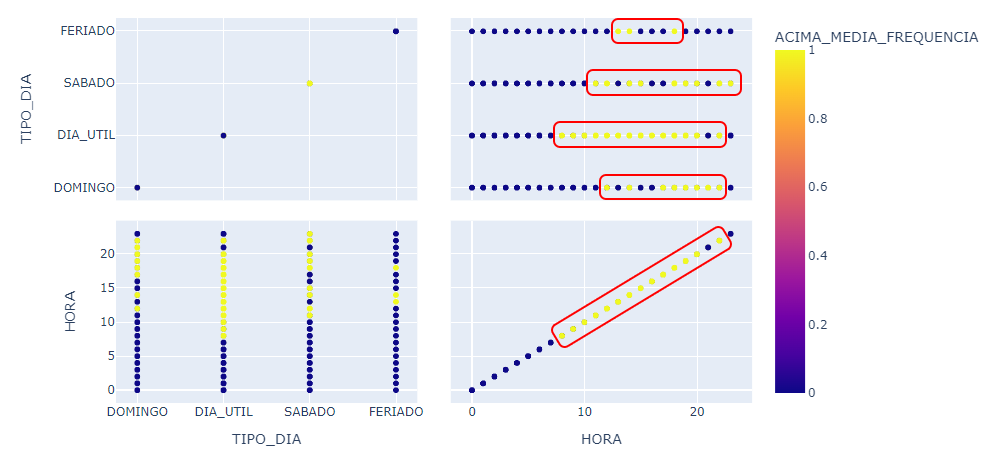 FERIADO
SABADO
DIA_UTIL
DOMINGO
TIPO_DIA
20
15
10
5
0
HORA
DOMINGO DIA_UTIL SABADO FERIADO
TIPO_DIA
0 10 20
HORA
ACIMA_MEDIA_FREQUENCIA
1
0.8
0.6
0.4
0.2
0